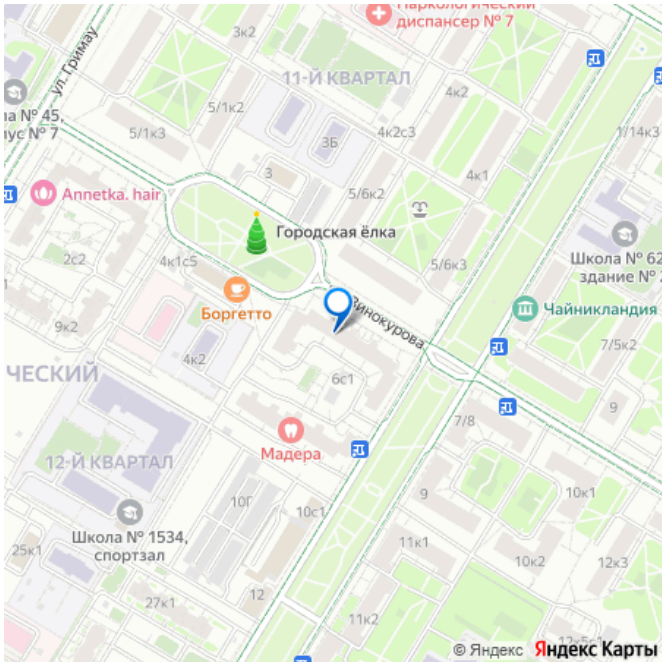 Наркологический
диспансер № 7
3к2
ул. Гримау
11-Й КВАРТАЛ
4к2
5/1к2
№ 45,
№ 7
5/1к3
3Б
4к2с3
1/14к3
4к1
3
5/6к2
Annetka. hair
Городская ёлка
Школа № 62
здание №
2с2
4к1с5
5/6к3
Боргетто
Винокурова
Чайникландия
9к2
7/5к2
4к2
ЧЕСКИЙ
6с1
9
7/8
Мадера
12-Й КВАРТАЛ
10Г
9
10к1
Школа № 1534,
спортзал
10с1
25к1
11к1
10к2
12к3
27к1
12
11к2
12к5с1
© Яндекс Яндекс Карты